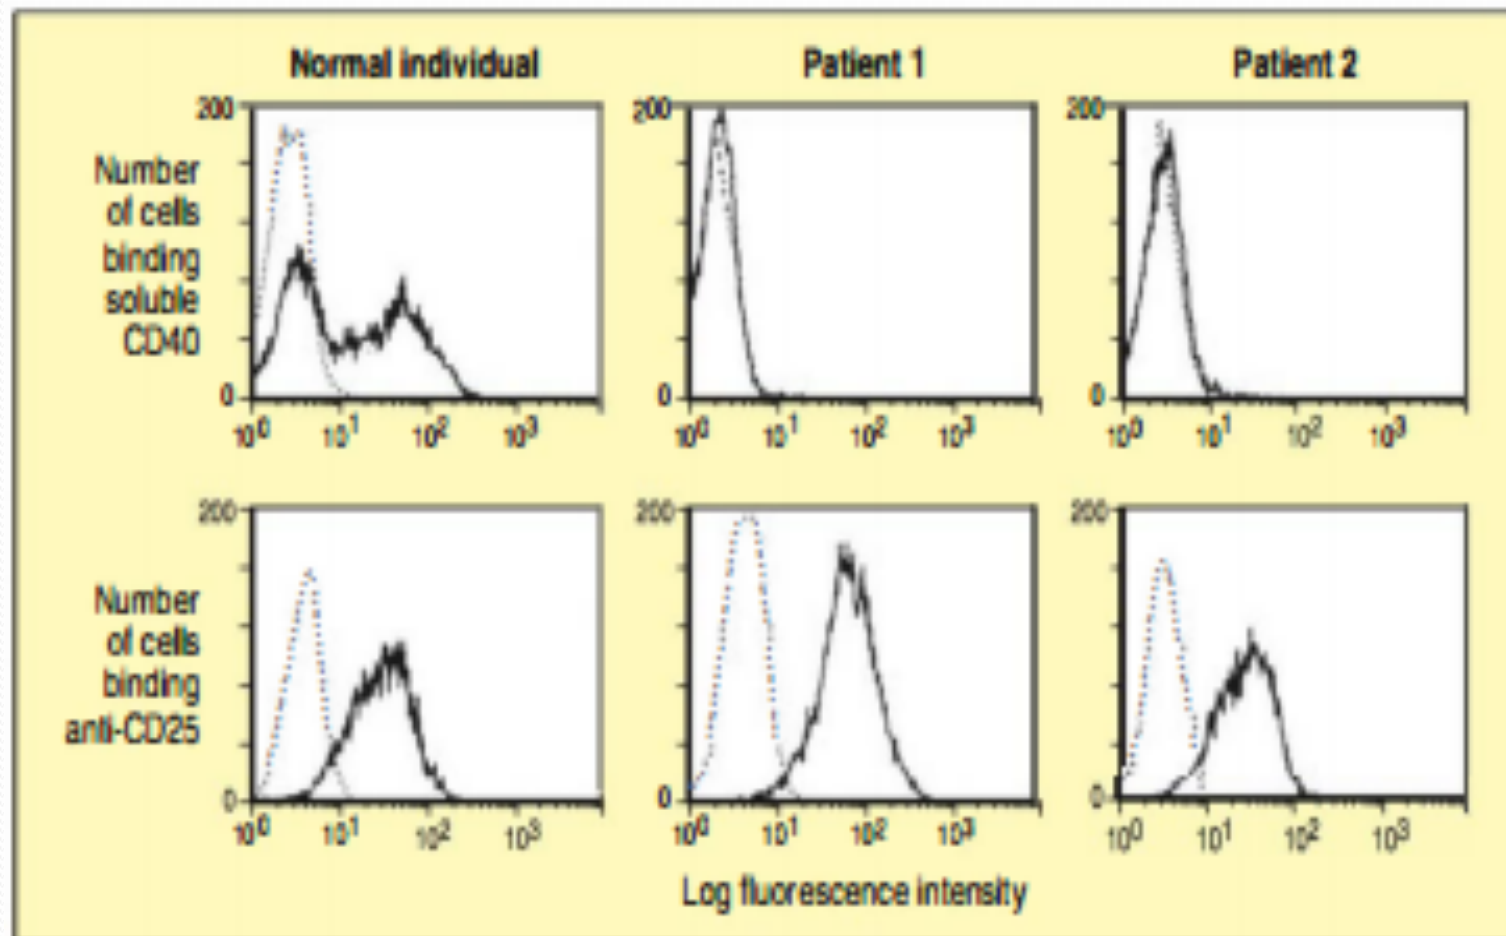 Normal individual
Patient 1
Patient 2
Number
of cells
binding
soluble
CD40
200
0
10⁰ 10¹ 10² 10³
200
0
10⁰ 10¹ 10² 10³
200
0
10⁰ 10¹ 10² 10³
Number
of cells
binding
anti-CD25
200
0
10⁰ 10¹ 10² 10³
200
0
10⁰ 10¹ 10² 10³
200
0
10⁰ 10¹ 10² 10³
Log fluorescence intensity